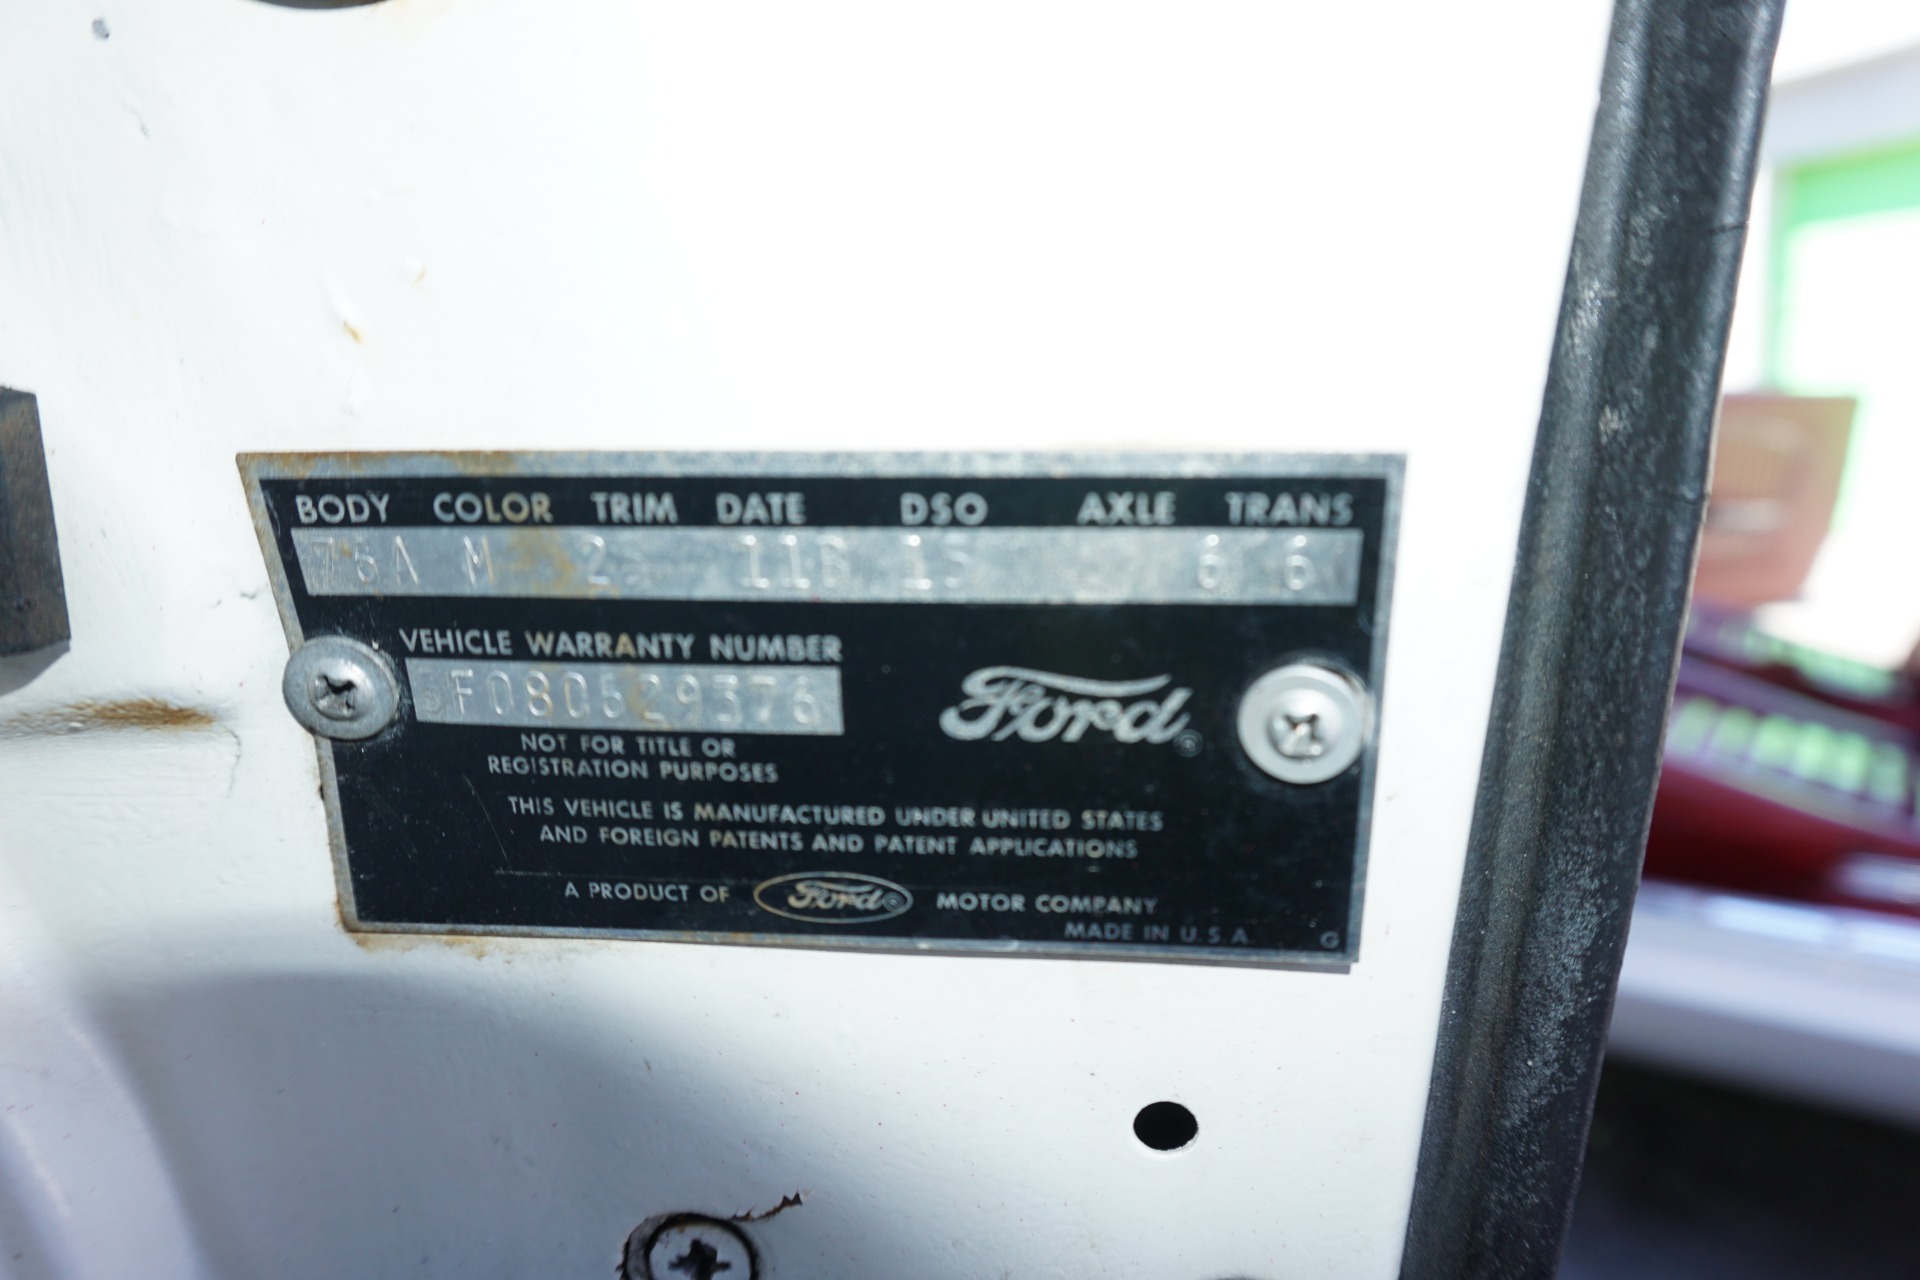 BODY COLOR TRIM DATE DSO AXLE TRANS
76A M 2 11B 15 6 6
VEHICLE WARRANTY NUMBER
NOT FOR TITLE OR
REGISTRATION PURPOSES
Ford
THIS VEHICLE IS MANUFACTURED UNDER UNITED STATES
AND FOREIGN PATENTS AND PATENT APPLICATIONS
A PRODUCT OF Ford MOTOR COMPANY
MADE IN U.S.A. G